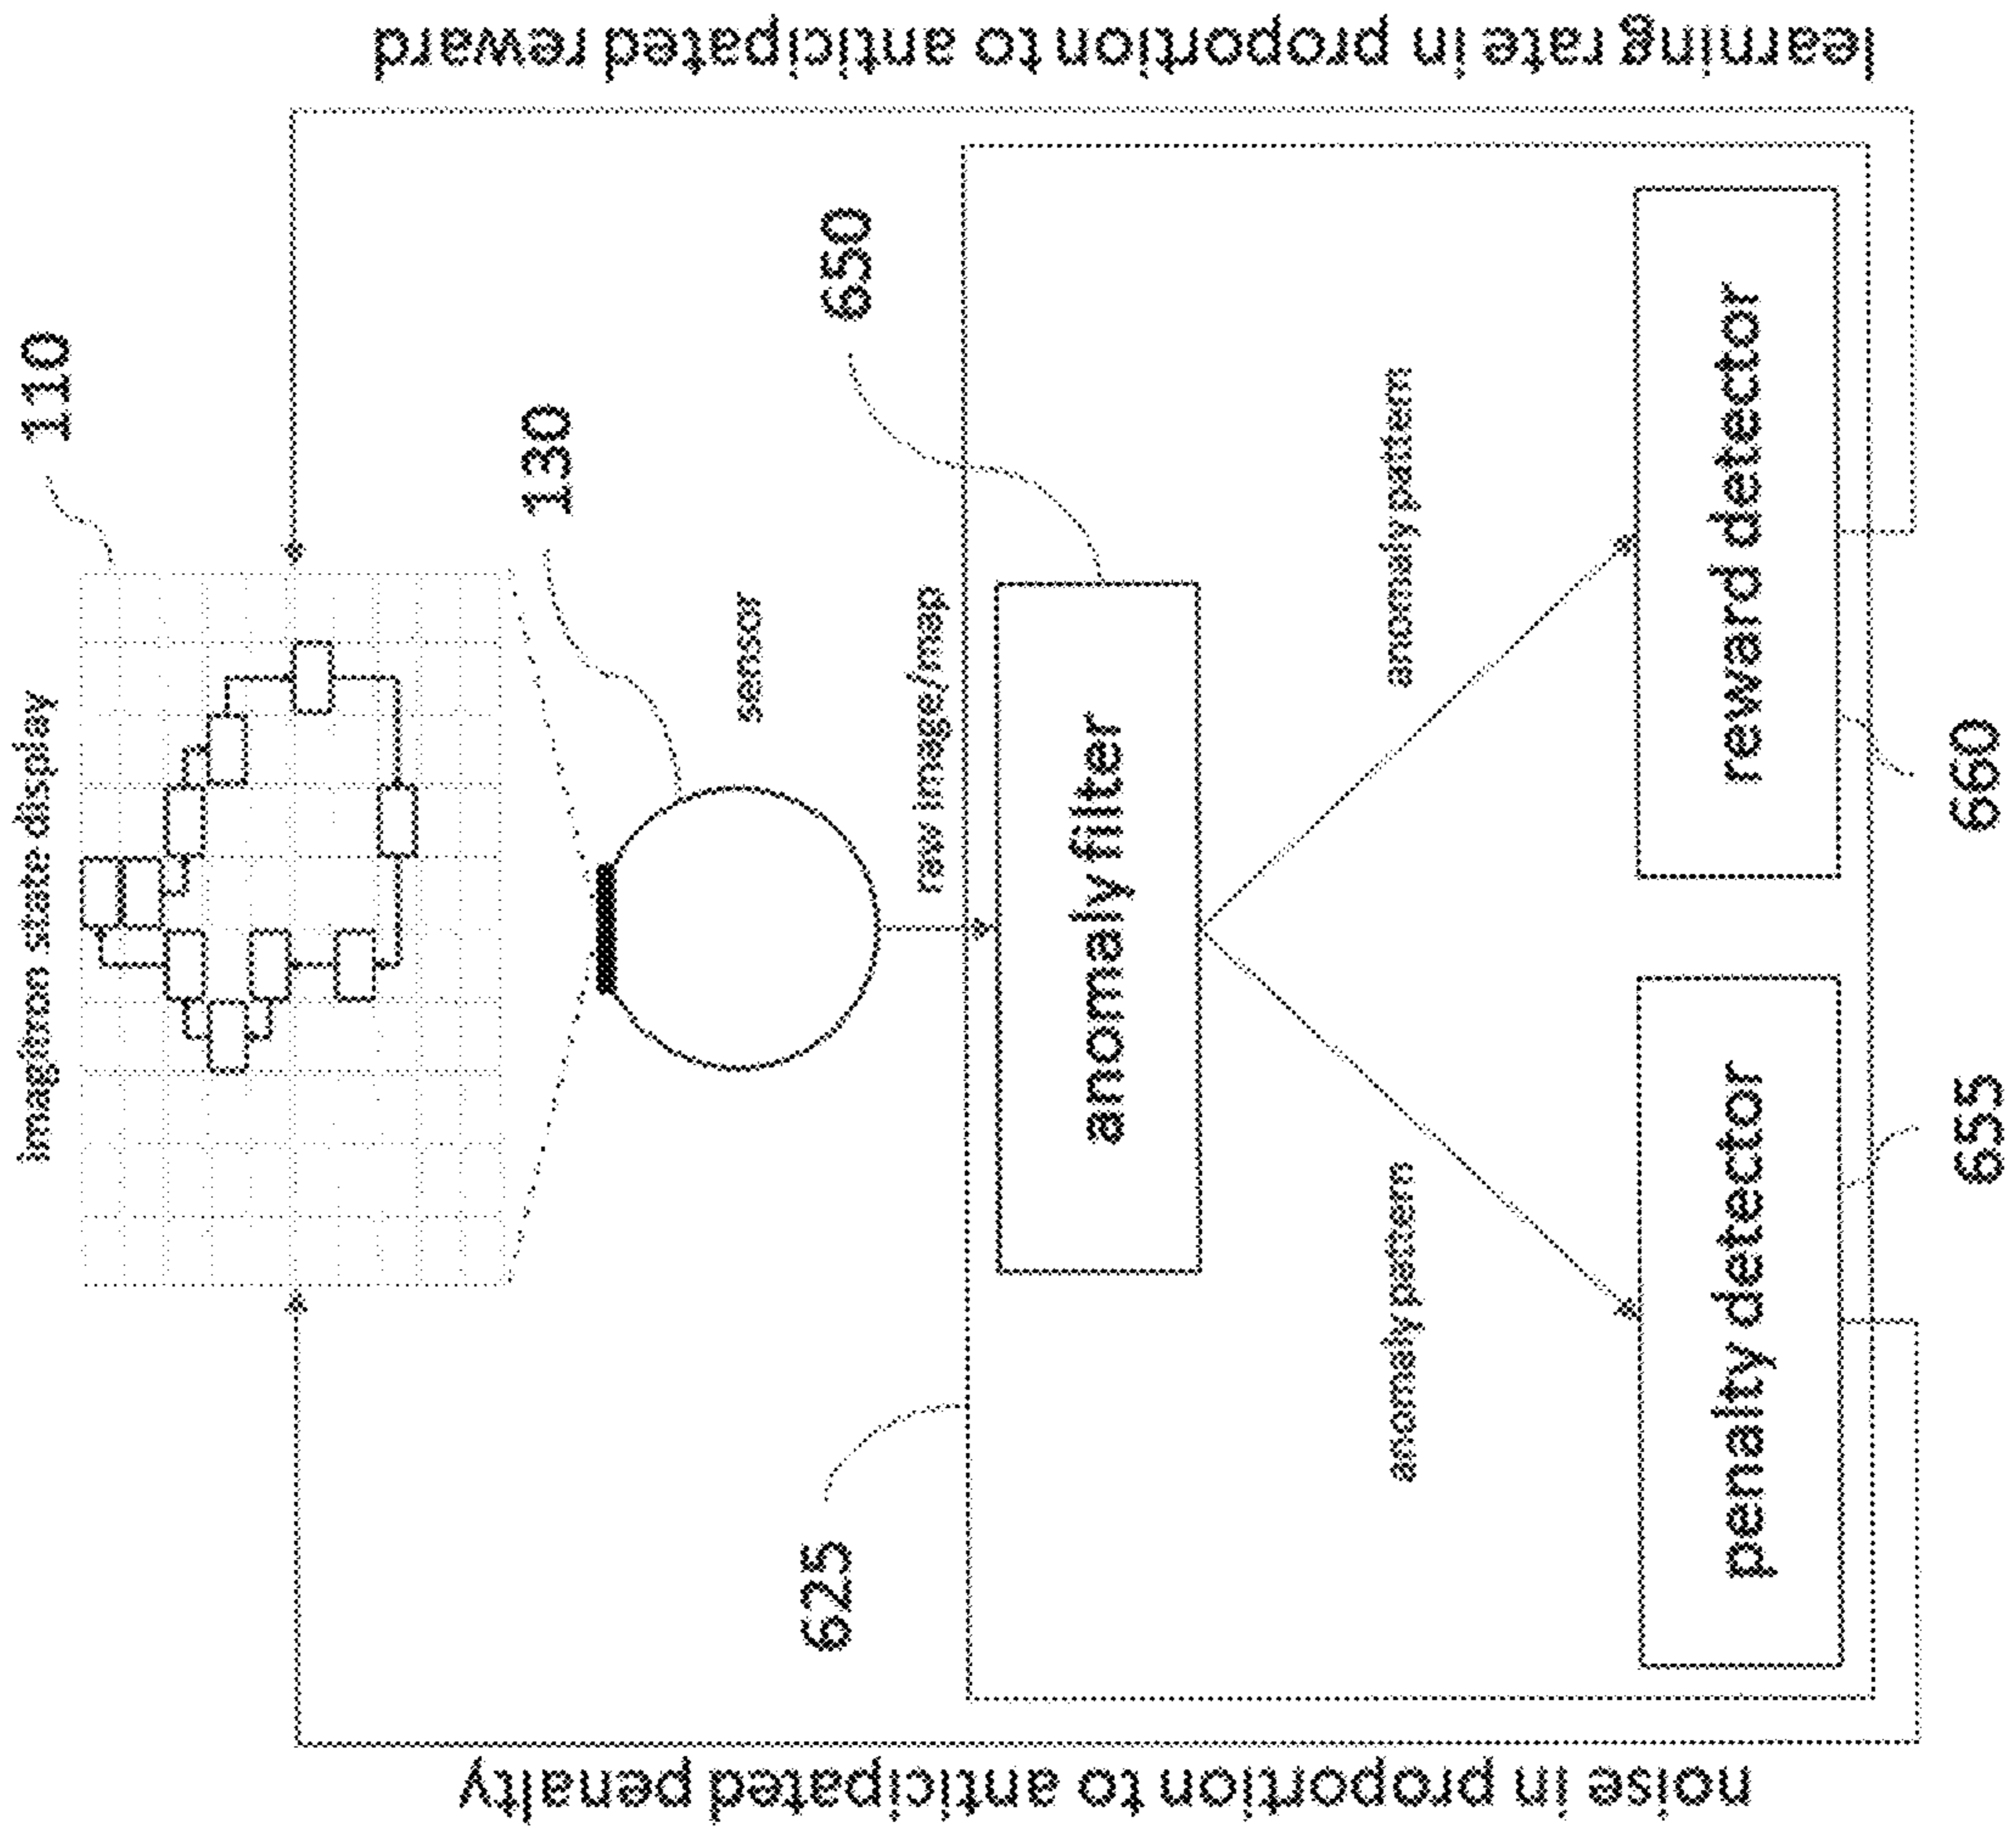 imagitron state display
110
130
sensor
raw image/map
650
625
anomaly filter
anomaly pattern
anomaly pattern
penalty detector
reward detector
655
660
noise in proportion to anticipated penalty
learning rate in proportion to anticipated reward